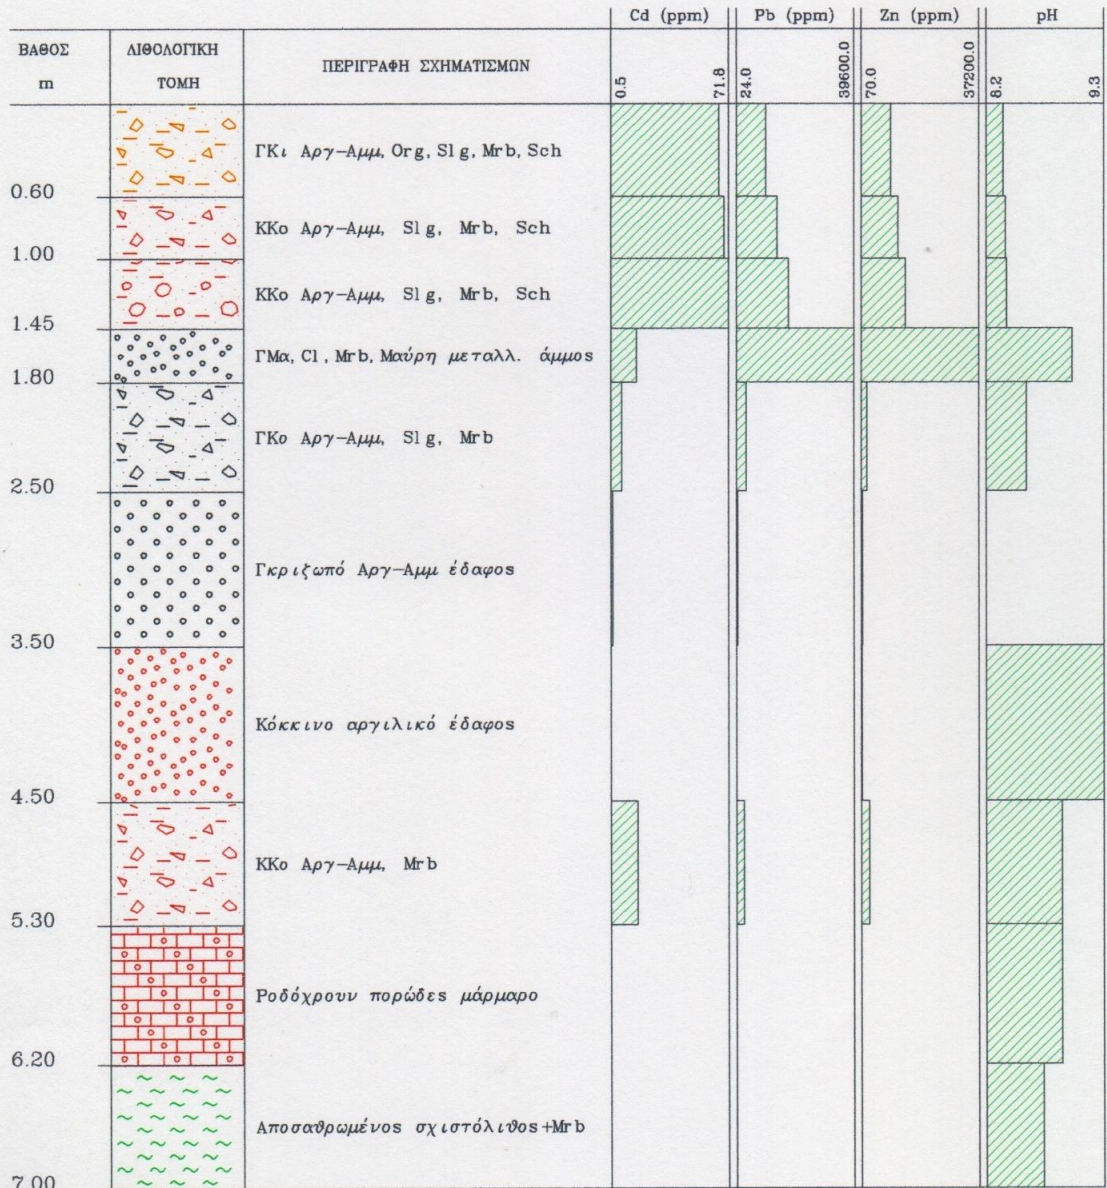 Cd (ppm) Pb (ppm) Zn (ppm) pH
ΒΑΘΟΣ m
ΛΙΘΟΛΟΓΙΚΗ ΤΟΜΗ
ΠΕΡΙΓΡΑΦΗ ΣΧΗΜΑΤΙΣΜΩΝ
0.5 71.8 24.0 39600.0 70.0 37200.0 8.2 9.3
ΓΚι Αργ-Αμμ, Org, Slg, Mrb, Sch
0.60
ΚΚο Αργ-Αμμ, Slg, Mrb, Sch
1.00
ΚΚο Αργ-Αμμ, Slg, Mrb, Sch
1.45
ΓΜα, Cl, Mrb, Μαύρη μεταλλ. άμμος
1.80
ΓΚο Αργ-Αμμ, Slg, Mrb
2.50
Γκριζωπό Αργ-Αμμ έδαφος
3.50
Κόκκινο αργιλικό έδαφος
4.50
ΚΚο Αργ-Αμμ, Mrb
5.30
Ροδόχρουν πορώδες μάρμαρο
6.20
Αποσαθρωμένος σχιστόλιθος+Mrb
7.00